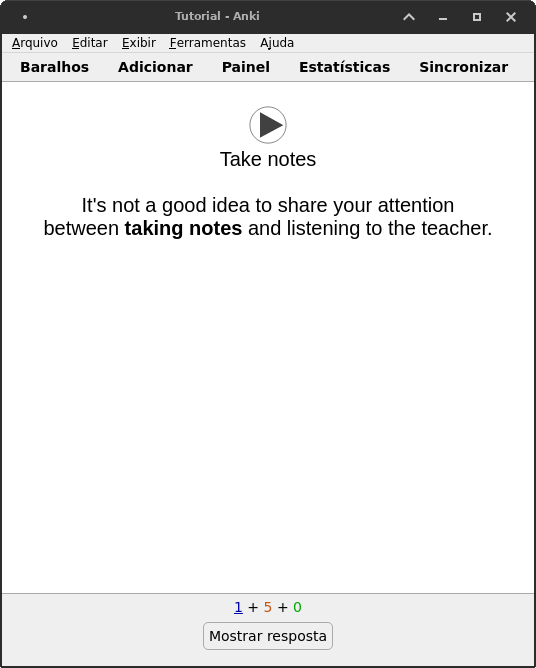 Tutorial - Anki
Arquivo Editar Exibir Ferramentas Ajuda
Baralhos Adicionar Painel Estatísticas Sincronizar
Take notes
It's not a good idea to share your attention
between taking notes and listening to the teacher.
1 + 5 + 0
Mostrar resposta